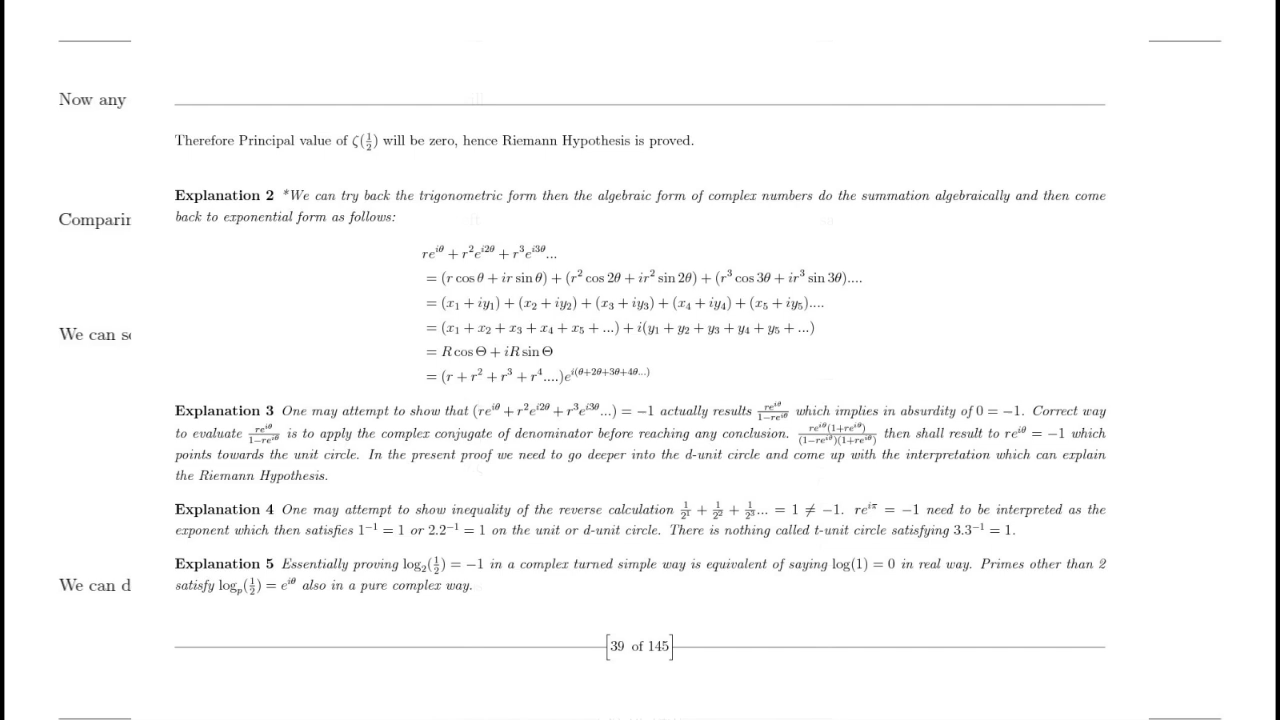 Now any
Therefore Principal value of ζ(1/2) will be zero, hence Riemann Hypothesis is proved.
Explanation 2 *We can try back the trigonometric form then the algebraic form of complex numbers do the summation algebraically and then come
Comparin
back to exponential form as follows:
re^{iθ} + r^2e^{i2θ} + r^3e^{i3θ}...
= (r cos θ + ir sin θ) + (r^2 cos 2θ + ir^2 sin 2θ) + (r^3 cos 3θ + ir^3 sin 3θ)....
= (x_1 + iy_1) + (x_2 + iy_2) + (x_3 + iy_3) + (x_4 + iy_4) + (x_5 + iy_5)....
We can se
= (x_1 + x_2 + x_3 + x_4 + x_5 + ...) + i(y_1 + y_2 + y_3 + y_4 + y_5 + ...)
= R cos Θ + iR sin Θ
= (r + r^2 + r^3 + r^4....)e^{i(θ+2θ+3θ+4θ...)}
Explanation 3 One may attempt to show that (re^{iθ} + r^2e^{i2θ} + r^3e^{i3θ}...) = −1 actually results re^{iθ}/(1−re^{iθ}) which implies in absurdity of 0 = −1. Correct way
to evaluate re^{iθ}/(1−re^{iθ}) is to apply the complex conjugate of denominator before reaching any conclusion. re^{iθ}(1+re^{iθ})/((1−re^{iθ})(1+re^{iθ})) then shall result to re^{iθ} = −1 which
points towards the unit circle. In the present proof we need to go deeper into the d-unit circle and come up with the interpretation which can explain
the Riemann Hypothesis.
Explanation 4 One may attempt to show inequality of the reverse calculation 1/2^1 + 1/2^2 + 1/2^3... = 1 ≠ −1. re^{iπ} = −1 need to be interpreted as the
exponent which then satisfies 1^{−1} = 1 or 2.2^{−1} = 1 on the unit or d-unit circle. There is nothing called t-unit circle satisfying 3.3^{−1} = 1.
Explanation 5 Essentially proving log_2(1/2) = −1 in a complex turned simple way is equivalent of saying log(1) = 0 in real way. Primes other than 2
We can d
satisfy log_p(1/2) = e^{iθ} also in a pure complex way.
[39 of 145]